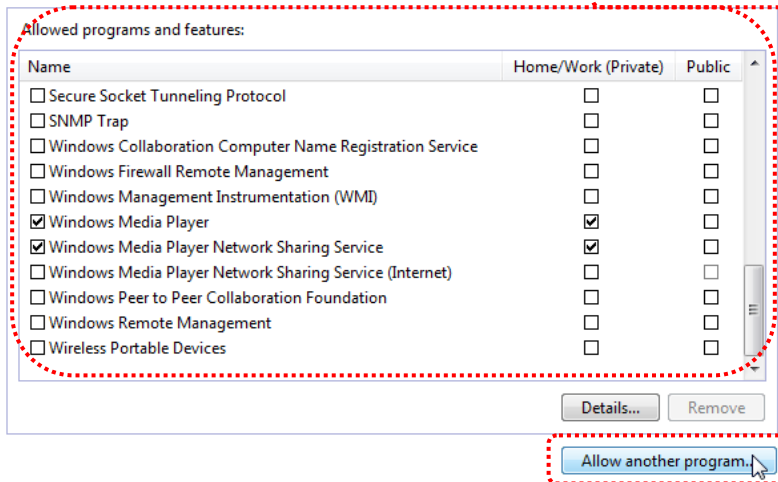 Allowed programs and features:
Name Home/Work (Private) Public
Secure Socket Tunneling Protocol
SNMP Trap
Windows Collaboration Computer Name Registration Service
Windows Firewall Remote Management
Windows Management Instrumentation (WMI)
Windows Media Player
Windows Media Player Network Sharing Service
Windows Media Player Network Sharing Service (Internet)
Windows Peer to Peer Collaboration Foundation
Windows Remote Management
Wireless Portable Devices
Details... Remove
Allow another program..